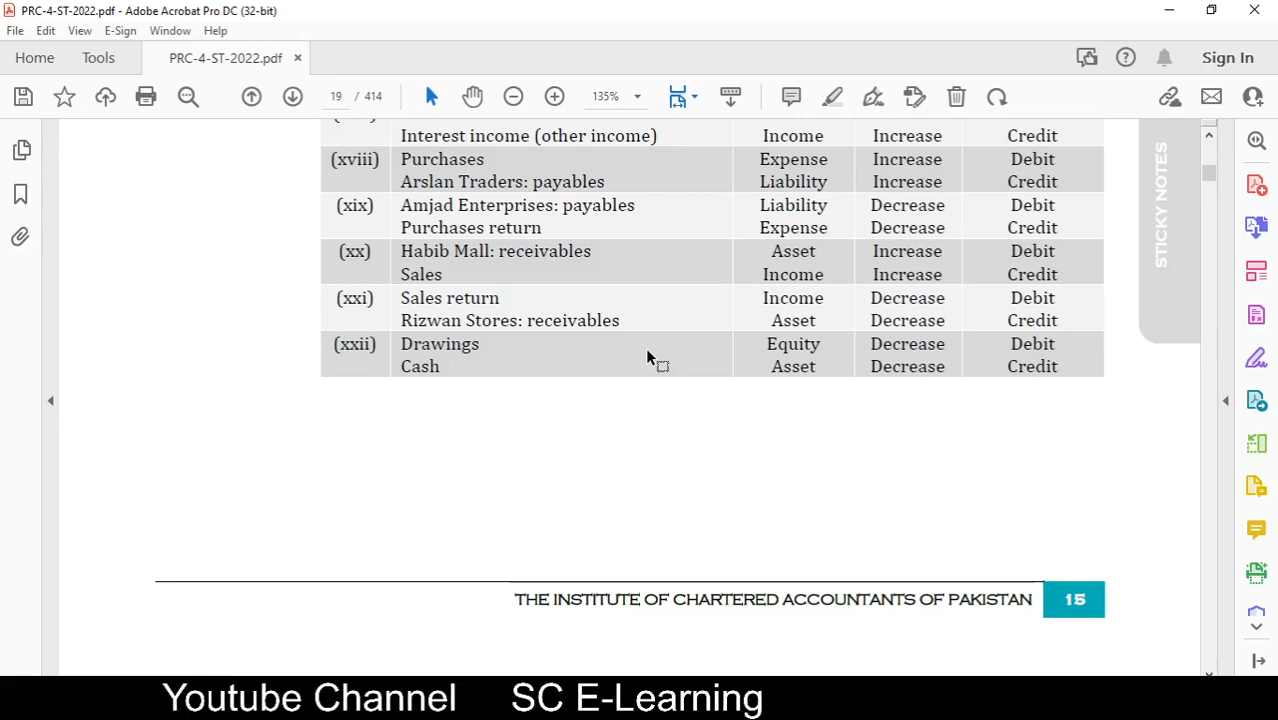 PRC-4-ST-2022.pdf - Adobe Acrobat Pro DC (32-bit)
File Edit View E-Sign Window Help
Home Tools PRC-4-ST-2022.pdf × Sign In
19 / 414 135%
Interest income (other income) Income Increase Credit
(xviii) Purchases Expense Increase Debit
Arslan Traders: payables Liability Increase Credit
(xix) Amjad Enterprises: payables Liability Decrease Debit
Purchases return Expense Decrease Credit
(xx) Habib Mall: receivables Asset Increase Debit
Sales Income Increase Credit
(xxi) Sales return Income Decrease Debit
Rizwan Stores: receivables Asset Decrease Credit
(xxii) Drawings Equity Decrease Debit
Cash Asset Decrease Credit
STICKY NOTES
THE INSTITUTE OF CHARTERED ACCOUNTANTS OF PAKISTAN 15
Youtube Channel SC E-Learning